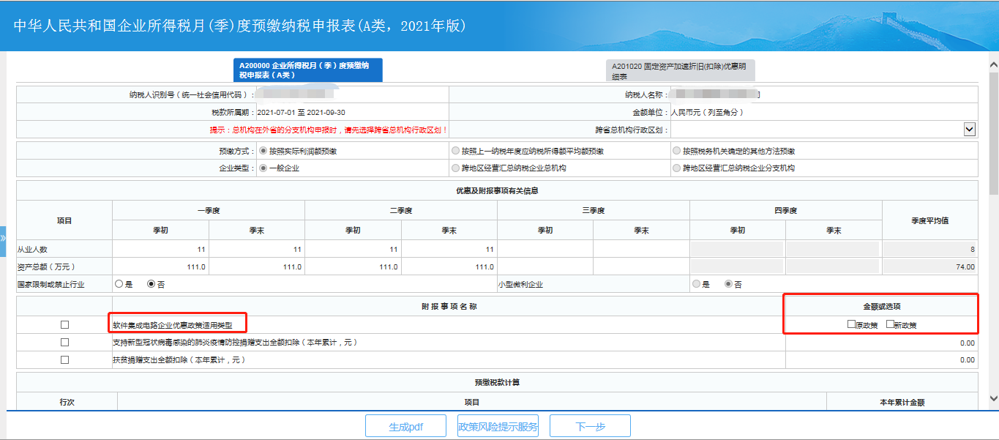 中华人民共和国企业所得税月(季)度预缴纳税申报表(A类，2021年版)
A200000 企业所得税月（季）度预缴纳
税申报表（A类）
A201020 固定资产加速折旧(扣除)优惠明
细表
纳税人识别号（统一社会信用代码）：
纳税人名称：
税款所属期：2021-07-01 至 2021-09-30
金额单位：人民币元（列至角分）
提示：总机构在外省的分支机构申报时，请先选择跨省总机构行政区划！
跨省总机构行政区划：
预缴方式： 按照实际利润额预缴 按照上一纳税年度应纳税所得额平均额预缴 按照税务机关确定的其他方法预缴
企业类型： 一般企业 跨地区经营汇总纳税企业总机构 跨地区经营汇总纳税企业分支机构
优惠及附报事项有关信息
项目 一季度 二季度 三季度 四季度 季度平均值
季初 季末 季初 季末 季初 季末 季初 季末
从业人数 11 11 11 11 8
资产总额（万元） 111.0 111.0 111.0 111.0 74.00
国家限制或禁止行业 是 否 小型微利企业 是 否
附报事项名称 金额或选项
软件集成电路企业优惠政策适用类型 原政策 新政策
支持新型冠状病毒感染的肺炎疫情防控捐赠支出全额扣除（本年累计，元） 0.00
扶贫捐赠支出全额扣除（本年累计，元） 0.00
预缴税款计算
行次 项目 本年累计金额
生成pdf 政策风险提示服务 下一步